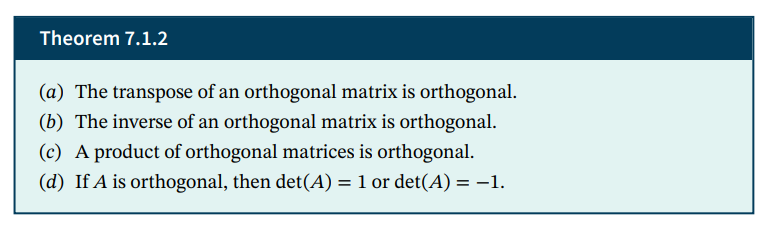 Theorem 7.1.2
(a) The transpose of an orthogonal matrix is orthogonal.
(b) The inverse of an orthogonal matrix is orthogonal.
(c) A product of orthogonal matrices is orthogonal.
(d) If A is orthogonal, then det(A) = 1 or det(A) = −1.